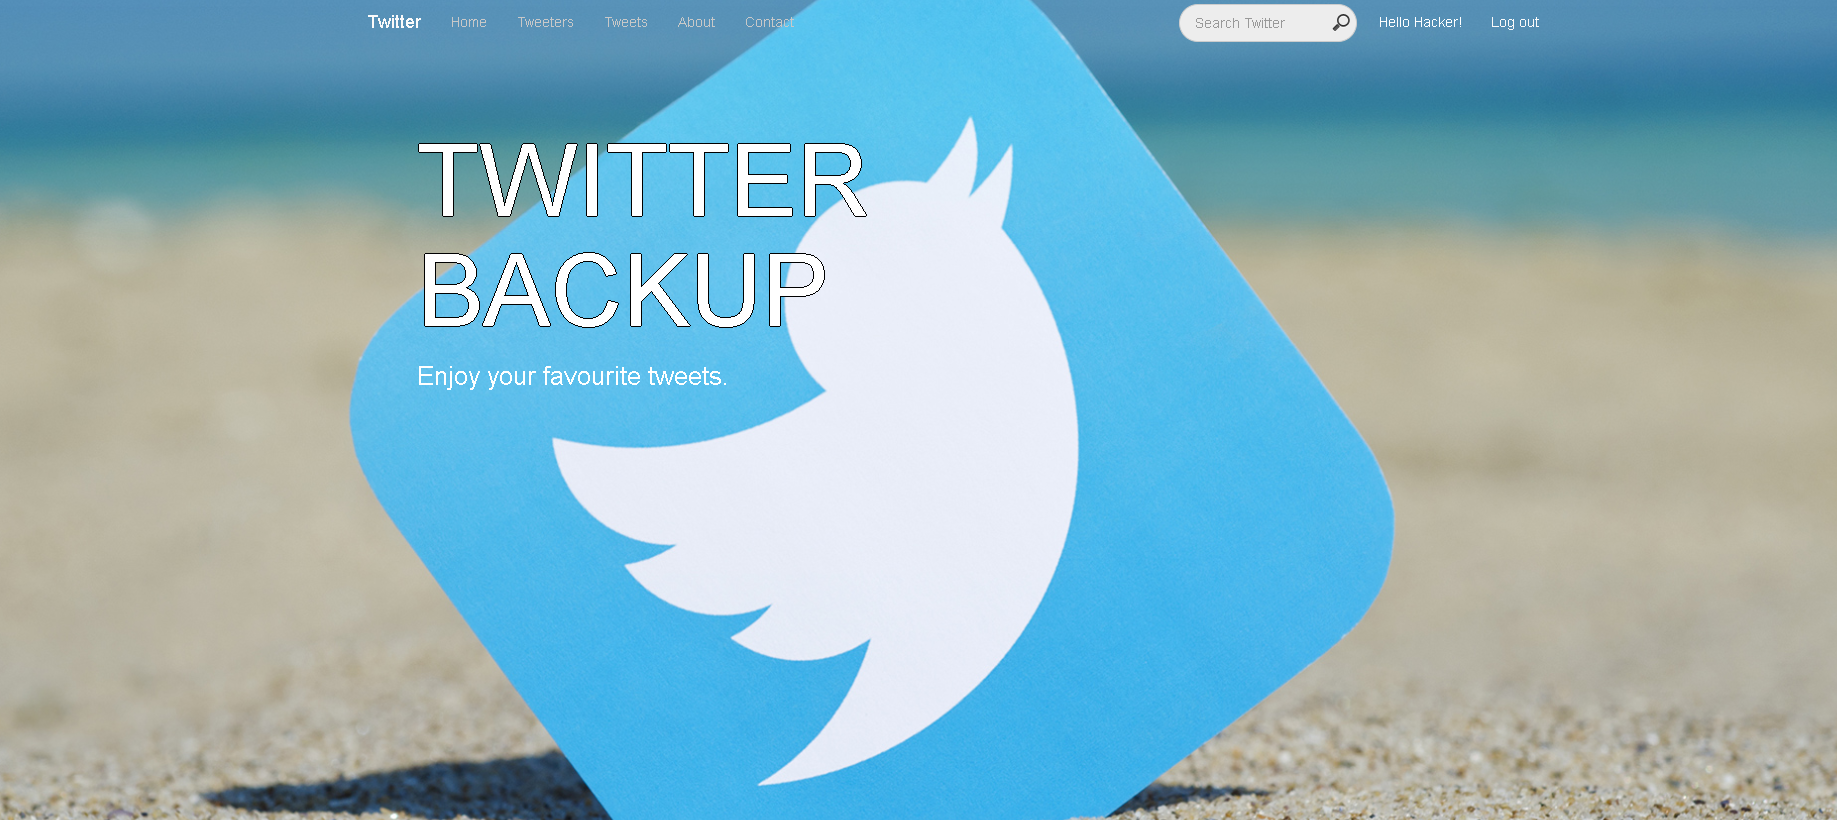 Twitter Home Tweeters Tweets About Contact Search Twitter Hello Hacker! Log out
TWITTER
BACKUP
Enjoy your favourite tweets.